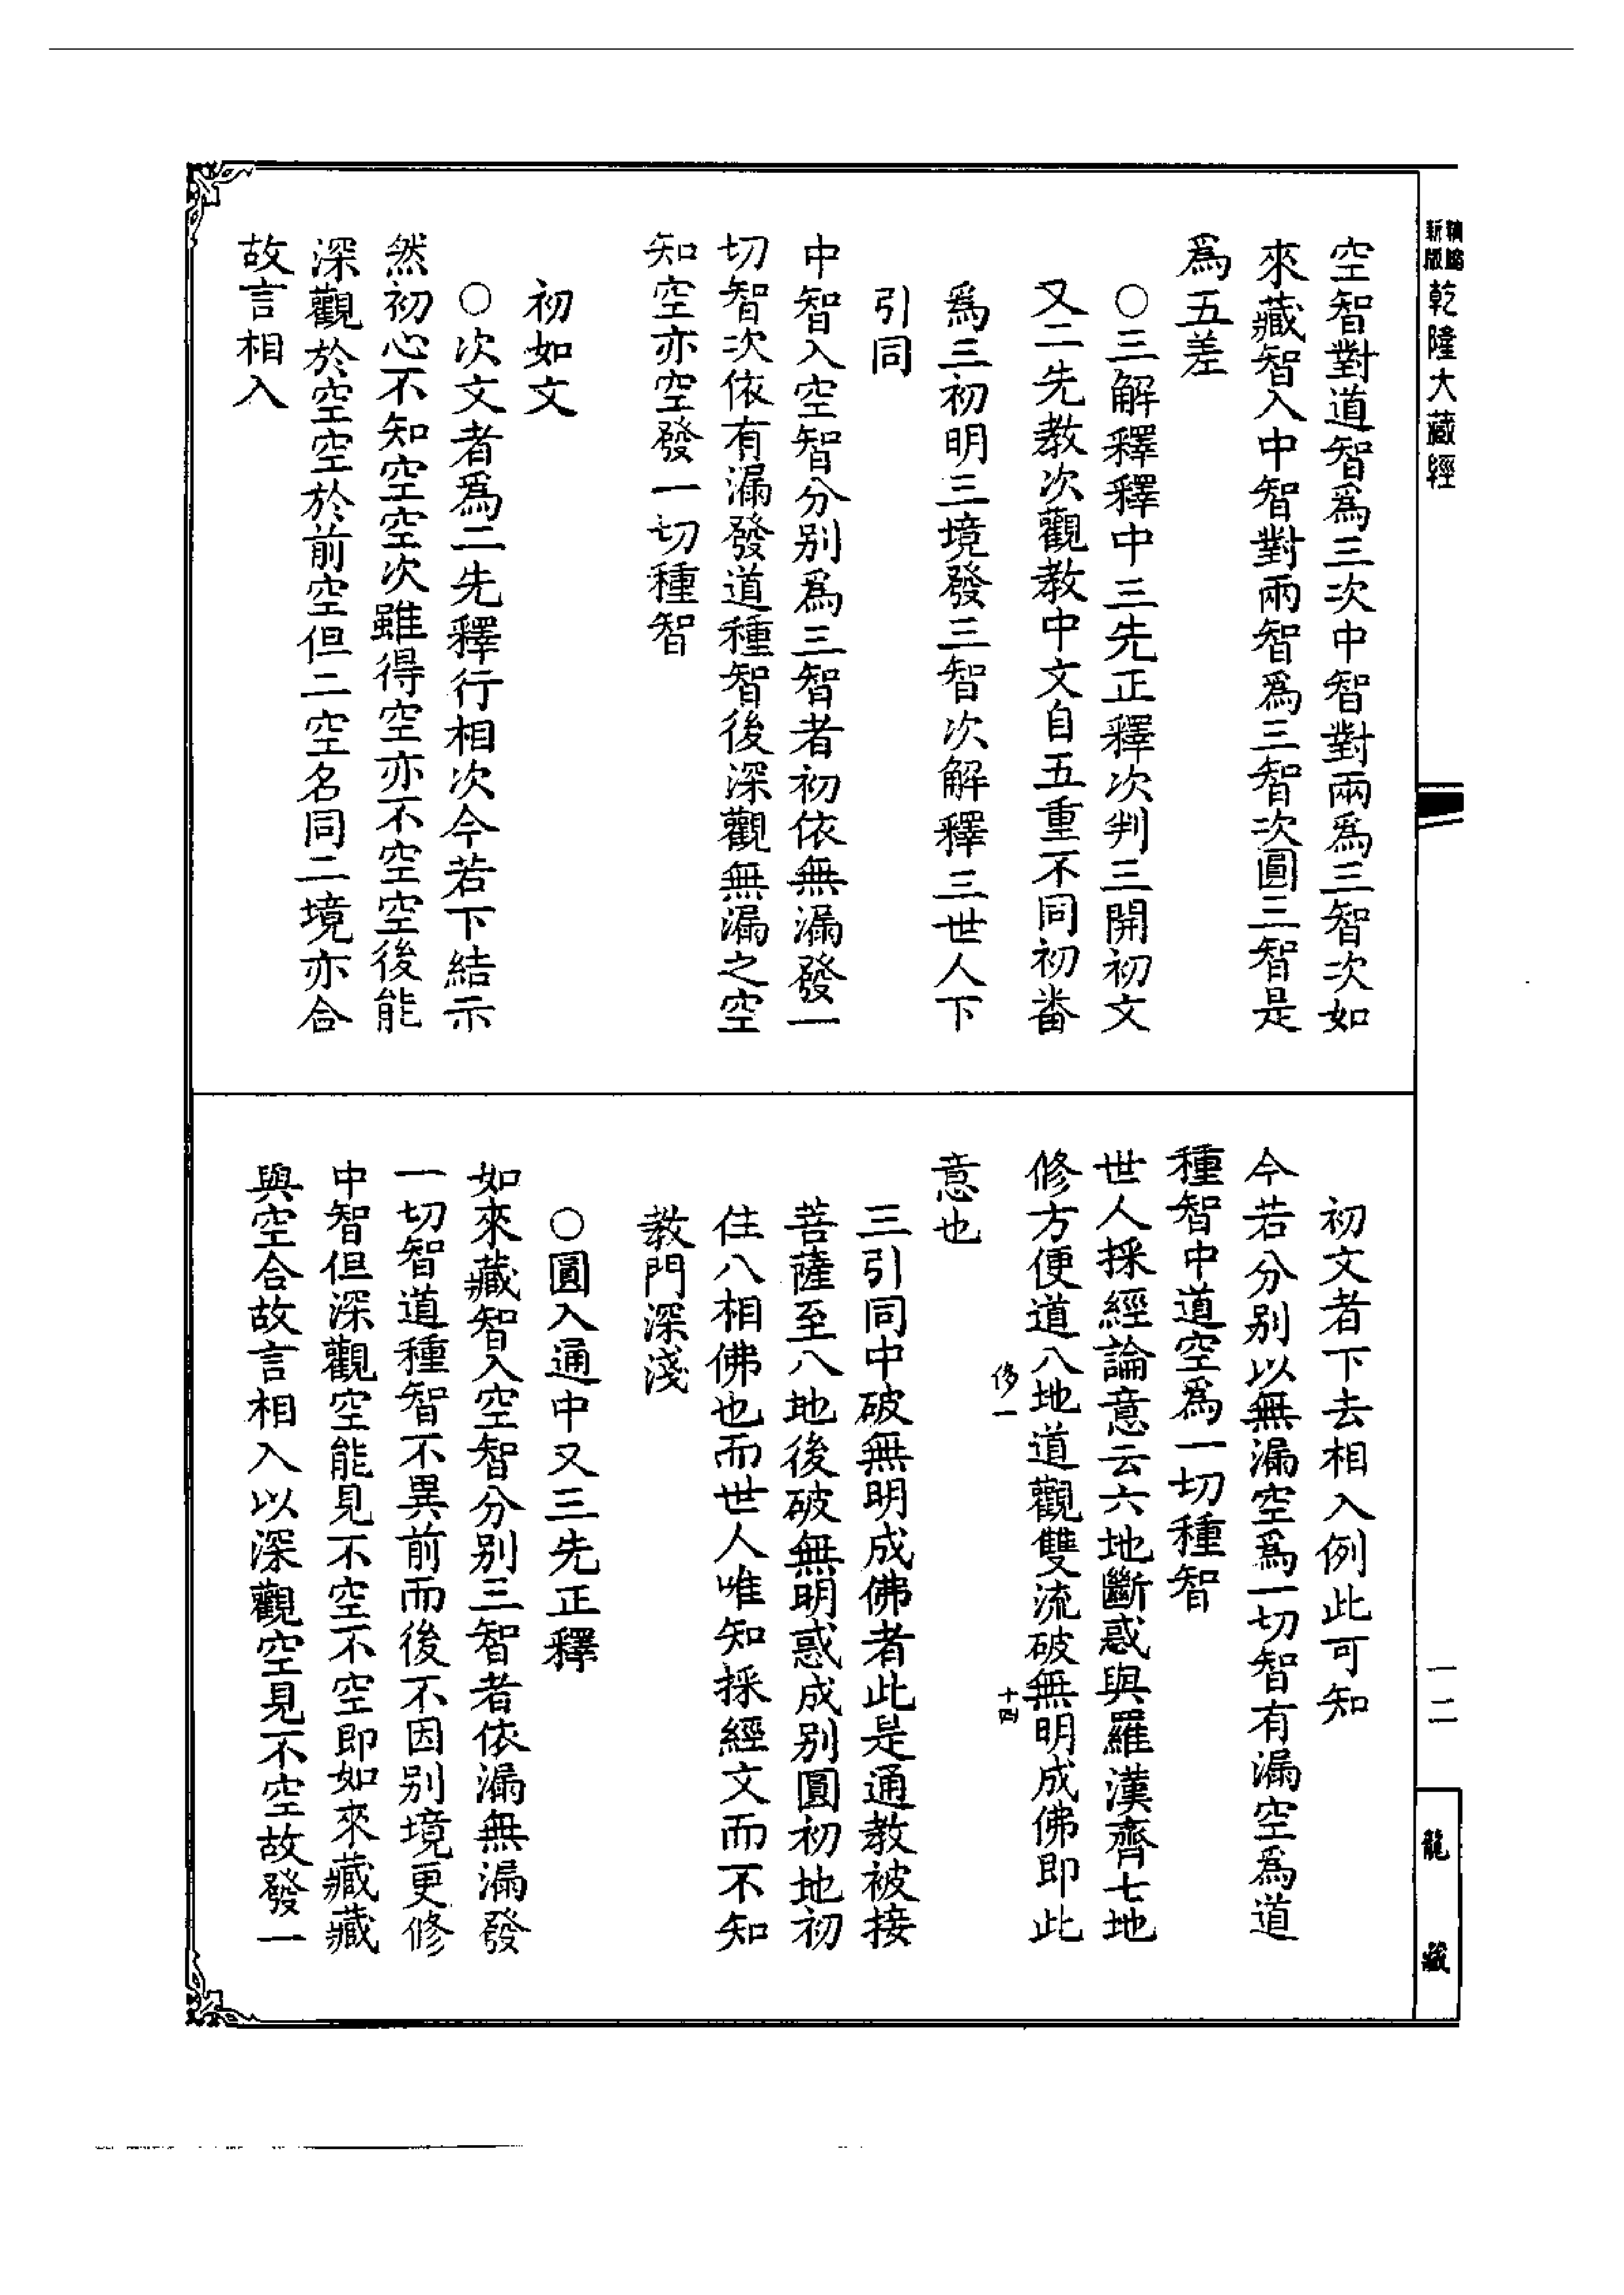 新版
精縮
乾隆大藏經
一二
龍藏
空智對道智為三次中智對兩為三智次如
來藏智入中智對兩智為三智次圓三智是
為五差
○三解釋釋中三先正釋次判三開初文
又二先教次觀教中文自五重不同初番
為三初明三境發三智次解釋三世人下
引同
中智入空智分別為三智者初依無漏發一
切智次依有漏發道種智後深觀無漏之空
知空亦空發一切種智
初如文
○次文者為二先釋行相次今若下結示
然初心不知空空次雖得空亦不空空後能
深觀於空空於前空但二空名同二境亦合
故言相入
初文者下去相入例此可知
今若分別以無漏空為一切智有漏空為道
種智中道空為一切種智
世人採經論意云六地斷惑與羅漢齊七地
修方便道八地道觀雙流破無明成佛即此
侈一
十四
意也
三引同中破無明成佛者此是通教被接
菩薩至八地後破無明惑成別圓初地初
住八相佛也而世人唯知採經文而不知
教門深淺
○圓入通中又三先正釋
如來藏智入空智分別三智者依漏無漏發
一切智道種智不異前而後不因別境更修
中智但深觀空能見不空不空即如來藏藏
與空合故言相入以深觀空見不空故發一